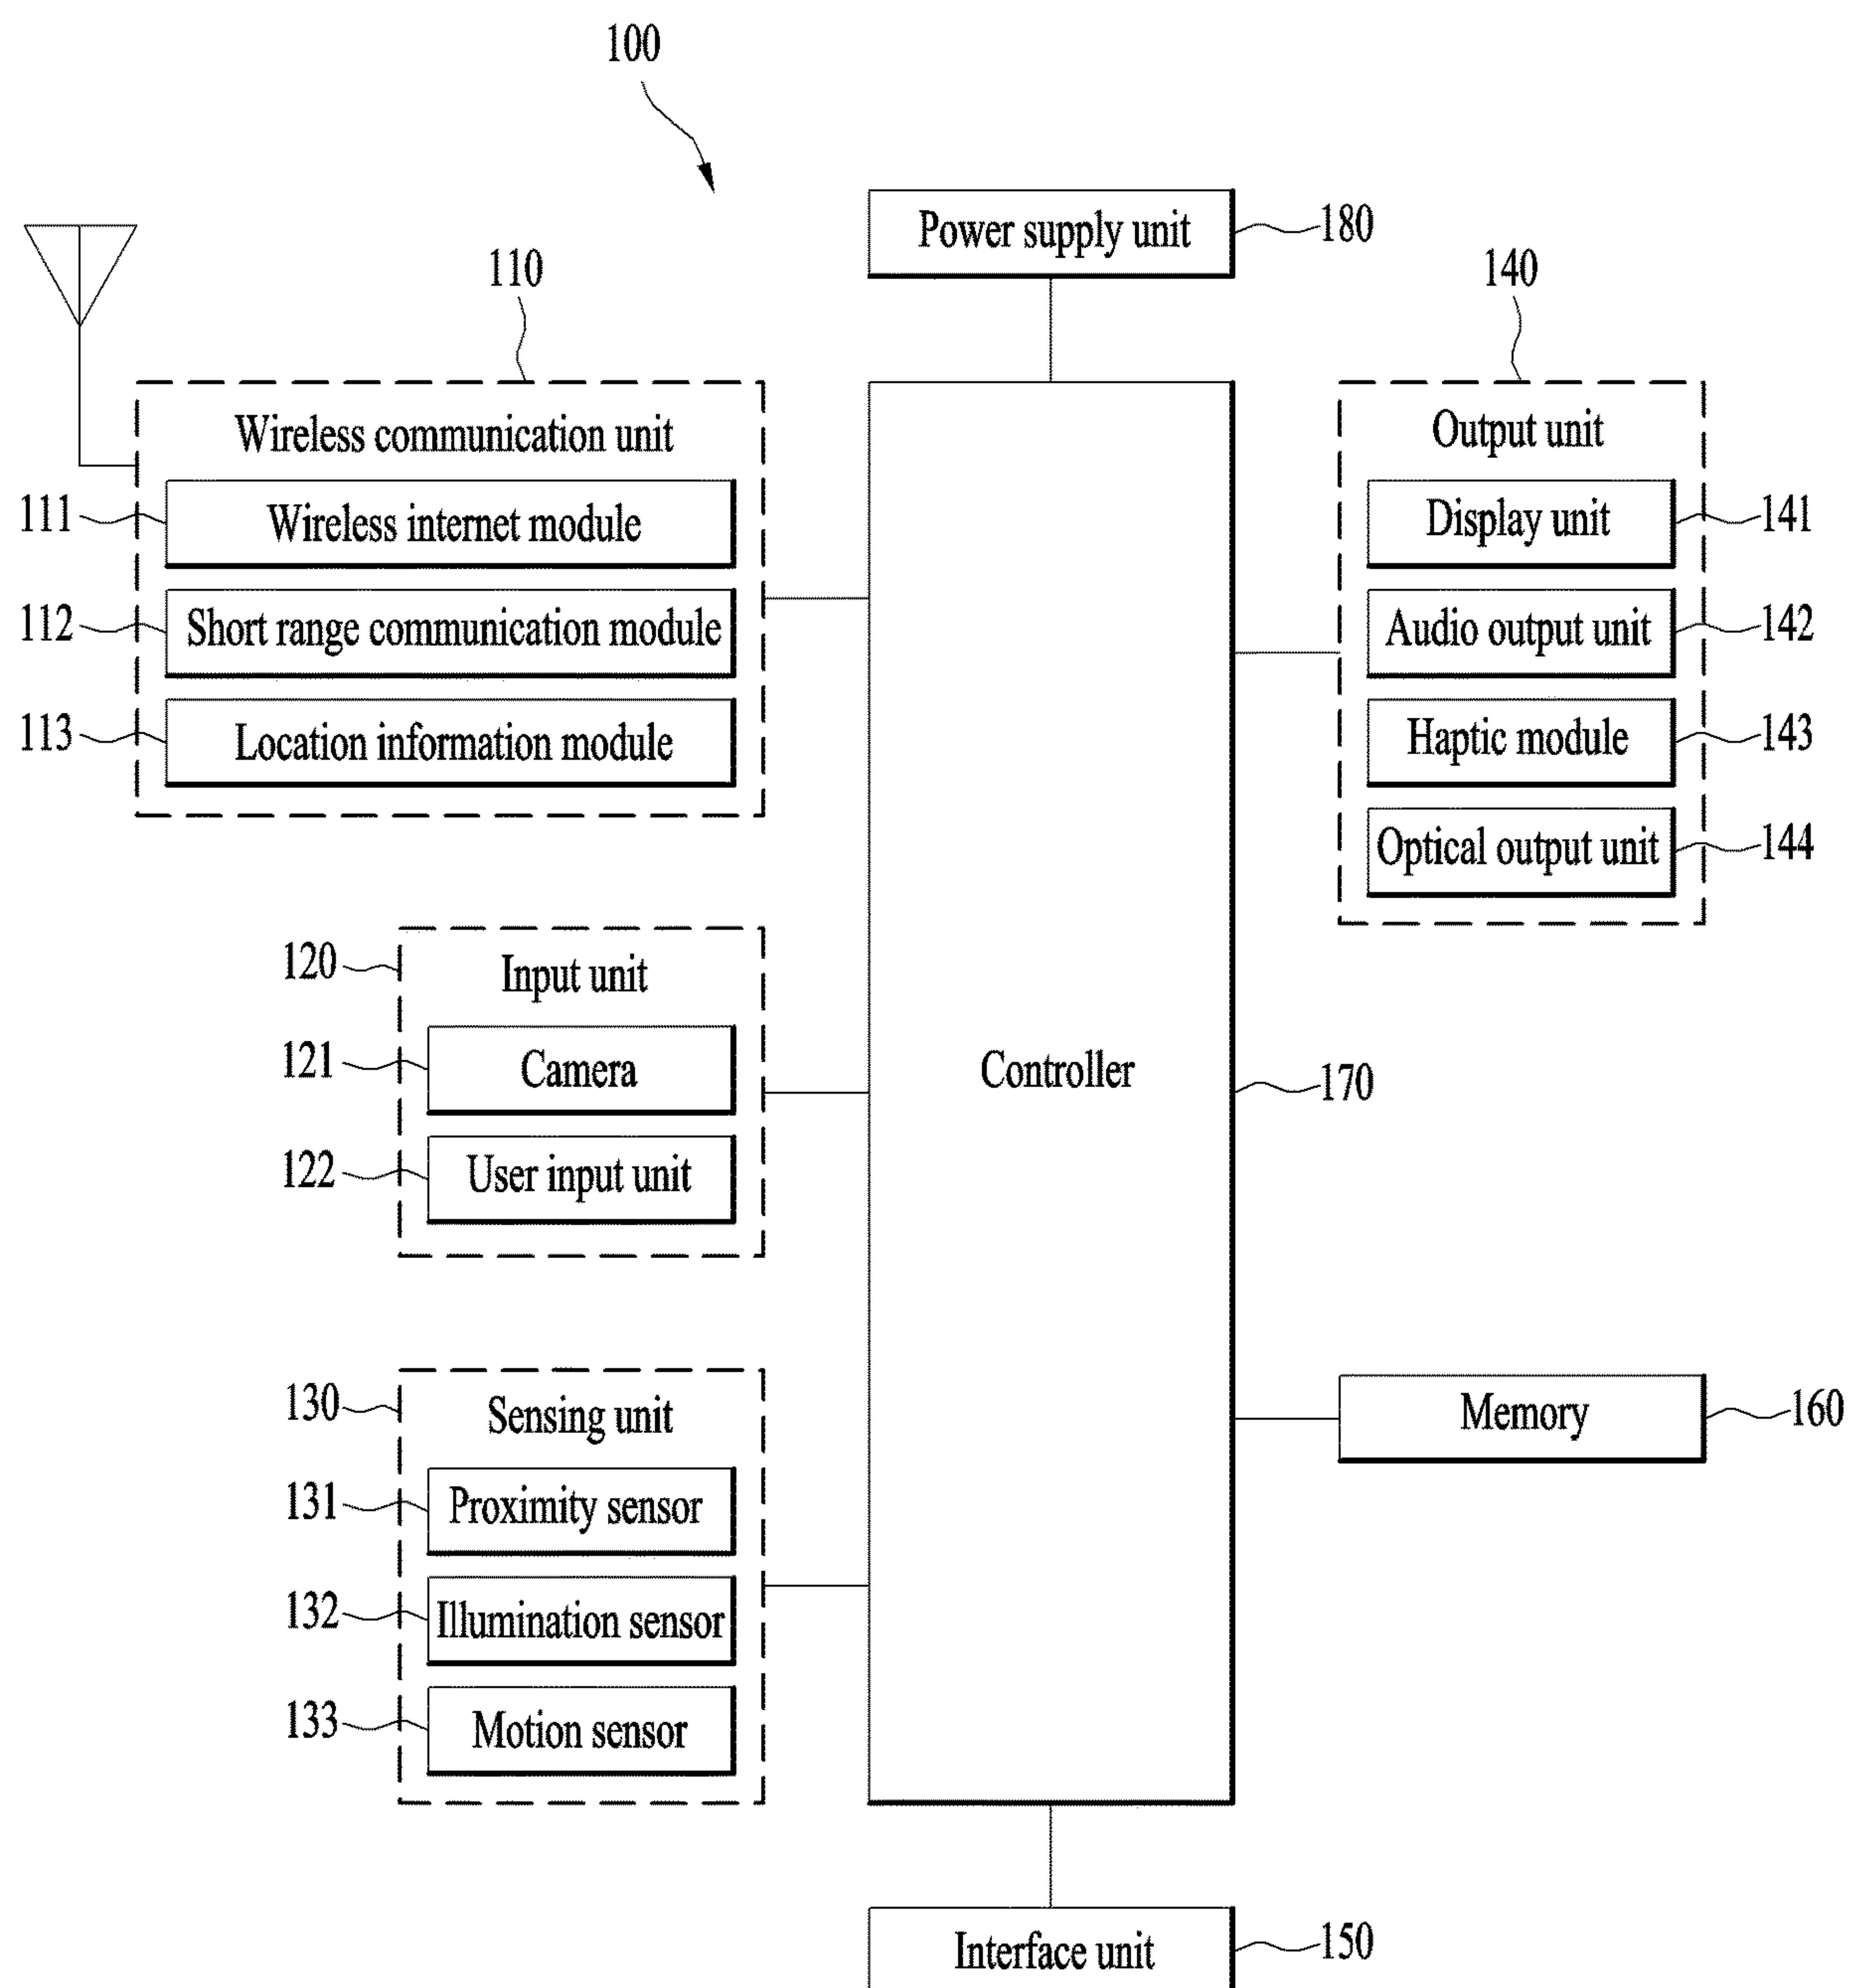 100
Power supply unit
180
110
140
Wireless communication unit
Output unit
111
Wireless internet module
Display unit
141
112
Short range communication module
Audio output unit
142
113
Location information module
Haptic module
143
Optical output unit
144
120
Input unit
121
Camera
Controller
170
122
User input unit
130
Sensing unit
Memory
160
131
Proximity sensor
132
Illumination sensor
133
Motion sensor
Interface unit
150